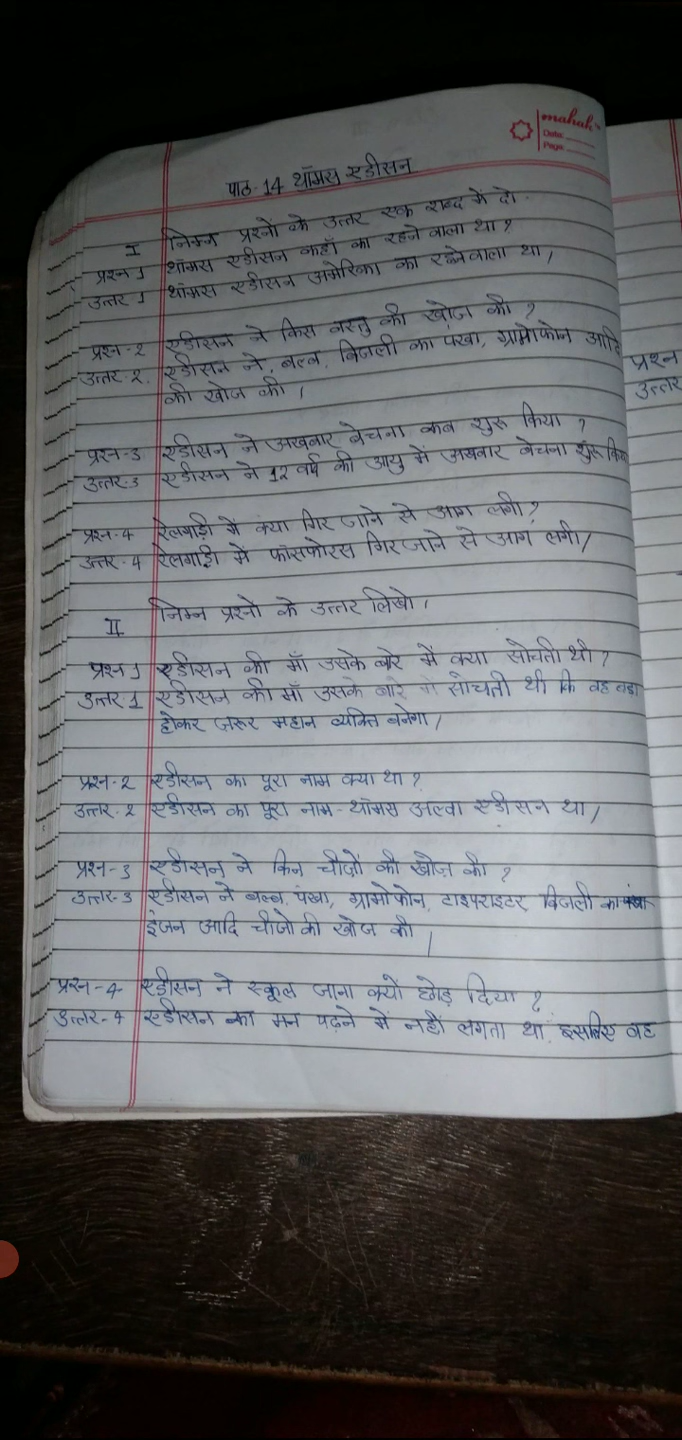 mahak
Date:
Page:
पाठ-14 थॉमस एडीसन
I निम्न प्रश्नों के उत्तर एक शब्द में दो-
प्रश्न 1 थॉमस एडीसन कहाँ का रहने वाला था?
उत्तर 1 थॉमस एडीसन अमेरिका का रहनेवाला था।
प्रश्न-2 एडीसन ने किस वस्तु की खोज की?
उत्तर-2. एडीसन ने, बल्ब, बिजली का पंखा, ग्रामोफोन आदि
की खोज की।
प्रश्न-3 एडीसन ने अखबार बेचना कब शुरु किया?
उत्तर-3 एडीसन ने 12 वर्ष की आयु में अखबार बेचना शुरु किया
प्रश्न-4 रेलगाड़ी में क्या गिर जाने से आग लगी?
उत्तर-4 रेलगाड़ी में फॉसफोरस गिर जाने से आग लगी।
II निम्न प्रश्नों के उत्तर लिखो।
प्रश्न 1 एडीसन की माँ उसके बारे में क्या सोचती थी?
उत्तर 1 एडीसन की माँ उसके बारे में सोचती थी कि वह बड़ा
होकर जरुर महान व्यक्ति बनेगा।
प्रश्न-2 एडीसन का पूरा नाम क्या था?
उत्तर-2 एडीसन का पूरा नाम-थॉमस अल्वा एडीसन था।
प्रश्न-3 एडीसन ने किन चीज़ों की खोज की?
उत्तर-3 एडीसन ने बल्ब, पंखा, ग्रामोफोन, टाइपराइटर, बिजली का
इंजन आदि चीजों की खोज की।
प्रश्न-4 एडीसन ने स्कूल जाना क्यों छोड़ दिया?
उत्तर-4 एडीसन का मन पढ़ने में नहीं लगता था, इसलिए वह
प्रश्न
उत्तर